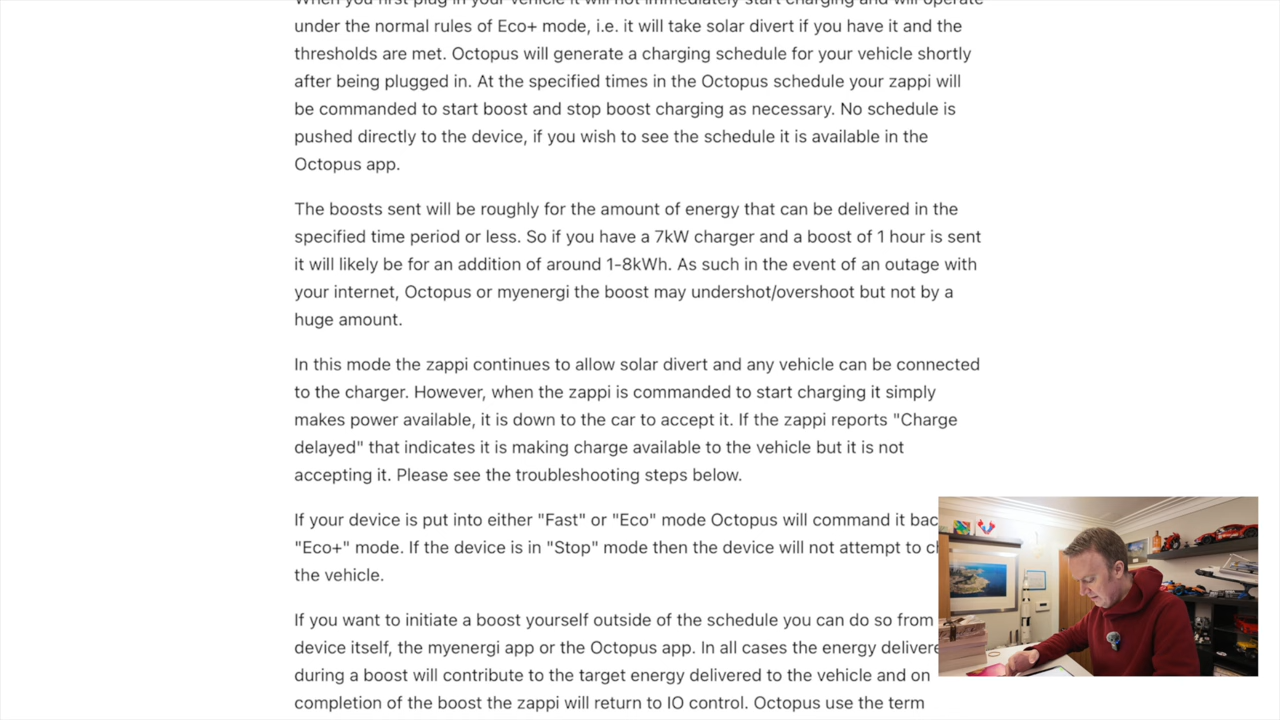 When you first plug in your vehicle it will not immediately start charging and will operate
under the normal rules of Eco+ mode, i.e. it will take solar divert if you have it and the
thresholds are met. Octopus will generate a charging schedule for your vehicle shortly
after being plugged in. At the specified times in the Octopus schedule your zappi will
be commanded to start boost and stop boost charging as necessary. No schedule is
pushed directly to the device, if you wish to see the schedule it is available in the
Octopus app.
The boosts sent will be roughly for the amount of energy that can be delivered in the
specified time period or less. So if you have a 7kW charger and a boost of 1 hour is sent
it will likely be for an addition of around 1-8kWh. As such in the event of an outage with
your internet, Octopus or myenergi the boost may undershot/overshoot but not by a
huge amount.
In this mode the zappi continues to allow solar divert and any vehicle can be connected
to the charger. However, when the zappi is commanded to start charging it simply
makes power available, it is down to the car to accept it. If the zappi reports "Charge
delayed" that indicates it is making charge available to the vehicle but it is not
accepting it. Please see the troubleshooting steps below.
If your device is put into either "Fast" or "Eco" mode Octopus will command it bac
"Eco+" mode. If the device is in "Stop" mode then the device will not attempt to
the vehicle.
If you want to initiate a boost yourself outside of the schedule you can do so from
device itself, the myenergi app or the Octopus app. In all cases the energy delivere
during a boost will contribute to the target energy delivered to the vehicle and on
completion of the boost the zappi will return to IO control. Octopus use the term